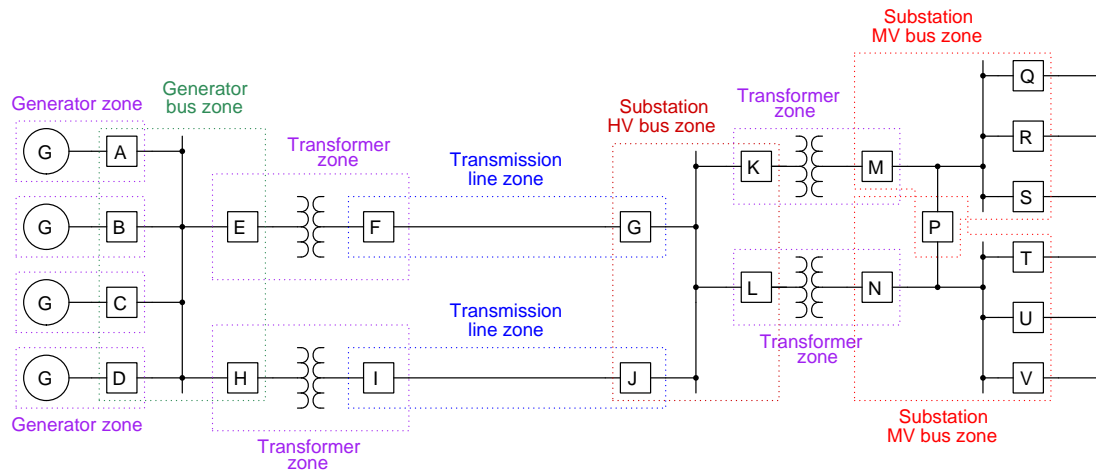 Substation
MV bus zone
Generator
bus zone
Generator zone
Substation
HV bus zone
Transformer
zone
Transformer
zone
Transmission
line zone
Q
G
A
R
K
M
S
G
B
E
F
G
P
T
G
C
L
N
U
Transmission
line zone
Transformer
zone
G
D
H
I
J
V
Generator zone
Transformer
zone
Substation
MV bus zone